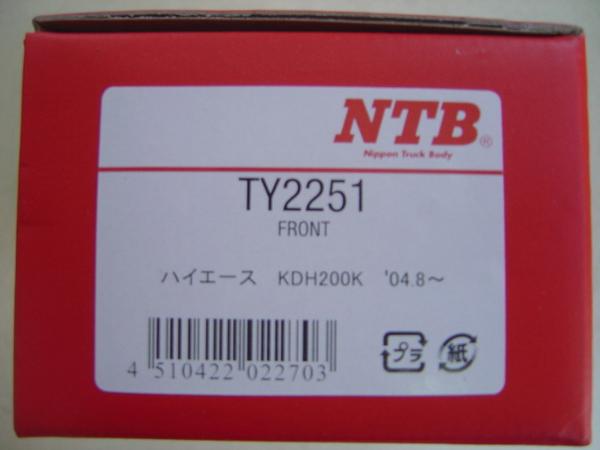 NTB®
Nippon Truck Body
TY2251
FRONT
ハイエース KDH200K '04.8～
4 510422 022703
プラ 紙